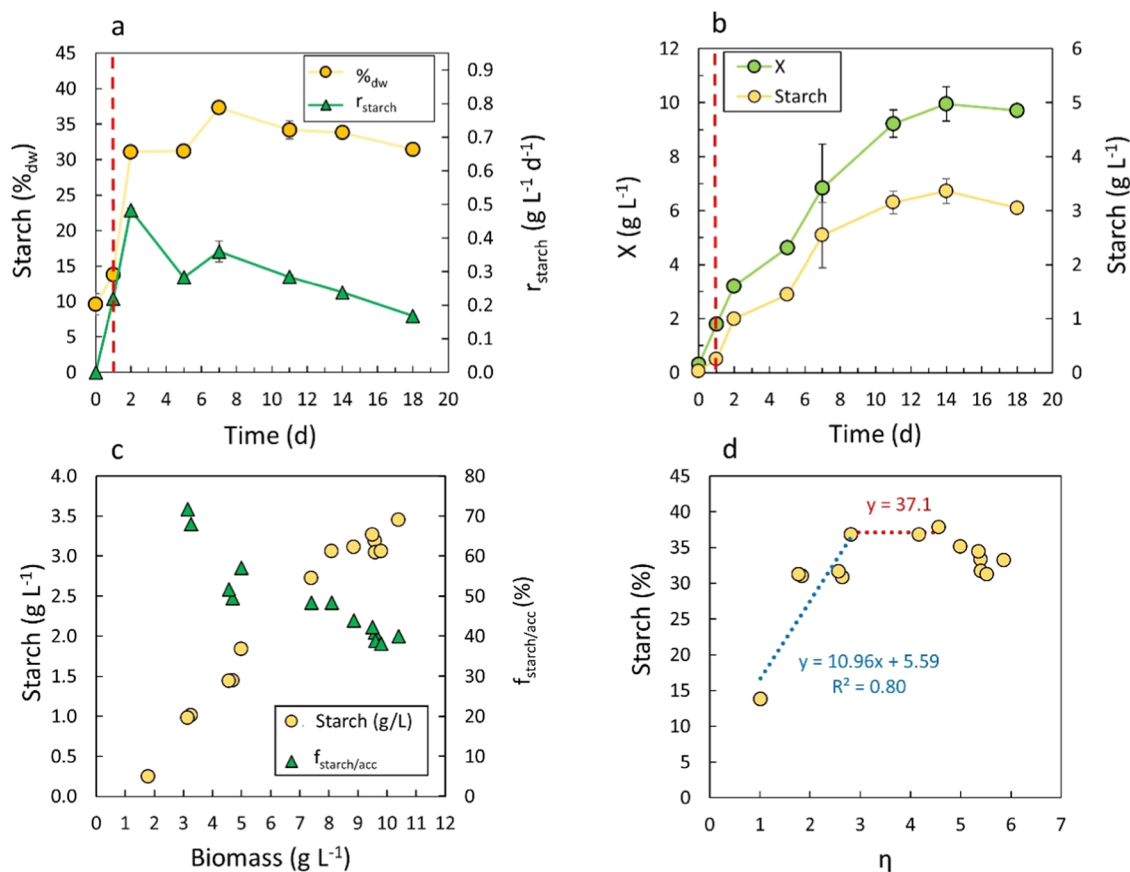 a
45
40
35
30
25
20
15
10
5
0
Starch (%dw)
%dw
rstarch
0.9
0.8
0.7
0.6
0.5
0.4
0.3
0.2
0.1
0.0
rstarch (g L-1 d-1)
0 2 4 6 8 10 12 14 16 18 20
Time (d)
b
12
10
8
6
4
2
0
X (g L-1)
X
Starch
6
5
4
3
2
1
0
Starch (g L-1)
0 2 4 6 8 10 12 14 16 18 20
Time (d)
c
4.0
3.5
3.0
2.5
2.0
1.5
1.0
0.5
0.0
Starch (g L-1)
Starch (g/L)
fstarch/acc
80
70
60
50
40
30
20
10
0
fstarch/acc (%)
0 1 2 3 4 5 6 7 8 9 10 11 12
Biomass (g L-1)
d
45
40
35
30
25
20
15
10
5
0
Starch (%)
y = 37.1
y = 10.96x + 5.59
R² = 0.80
0 1 2 3 4 5 6 7
η